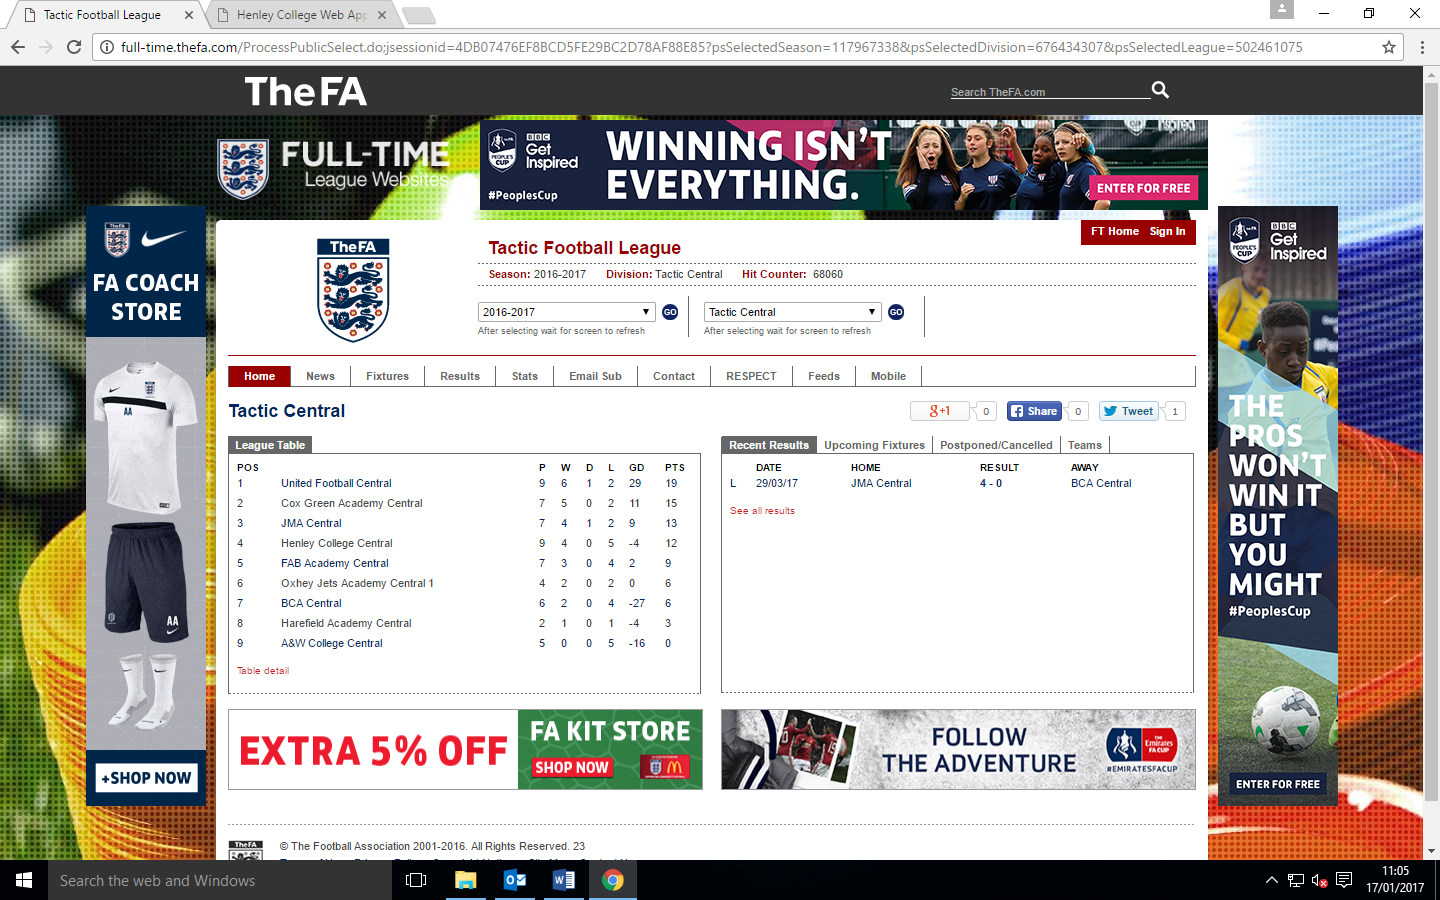 Tactic Football League
Henley College Web App
full-time.thefa.com/ProcessPublicSelect.do;jsessionid=4DB07476EF8BCD5FE29BC2D78AF88E85?psSelectedSeason=117967338&psSelectedDivision=676434307&psSelectedLeague=502461075
TheFA
Search TheFA.com
FULL-TIME
League Websites
PEOPLE'S CUP
BBC
Get Inspired
#PeoplesCup
WINNING ISN'T EVERYTHING.
ENTER FOR FREE
FT Home Sign In
TheFA
Tactic Football League
Season: 2016-2017 Division: Tactic Central Hit Counter: 68060
2016-2017 GO Tactic Central GO
After selecting wait for screen to refresh After selecting wait for screen to refresh
Home News Fixtures Results Stats Email Sub Contact RESPECT Feeds Mobile
Tactic Central
g+1 0 Share 0 Tweet 1
League Table
POS P W D L GD PTS
1 United Football Central 9 6 1 2 29 19
2 Cox Green Academy Central 7 5 0 2 11 15
3 JMA Central 7 4 1 2 9 13
4 Henley College Central 9 4 0 5 -4 12
5 FAB Academy Central 7 3 0 4 2 9
6 Oxhey Jets Academy Central 1 4 2 0 2 0 6
7 BCA Central 6 2 0 4 -27 6
8 Harefield Academy Central 2 1 0 1 -4 3
9 A&W College Central 5 0 0 5 -16 0
Table detail
Recent Results Upcoming Fixtures Postponed/Cancelled Teams
DATE HOME RESULT AWAY
L 29/03/17 JMA Central 4 - 0 BCA Central
See all results
TheFA
FA COACH
STORE
AA
AA
+SHOP NOW
PEOPLE'S CUP
BBC
Get Inspired
THE
PROS
WON'T
WIN IT
BUT
YOU
MIGHT
#PeoplesCup
ENTER FOR FREE
EXTRA 5% OFF
FA KIT STORE
SHOP NOW
FOLLOW
THE ADVENTURE
The Emirates
FA CUP
#EMIRATESFACUP
TheFA
© The Football Association 2001-2016. All Rights Reserved. 23
Search the web and Windows
11:05
17/01/2017